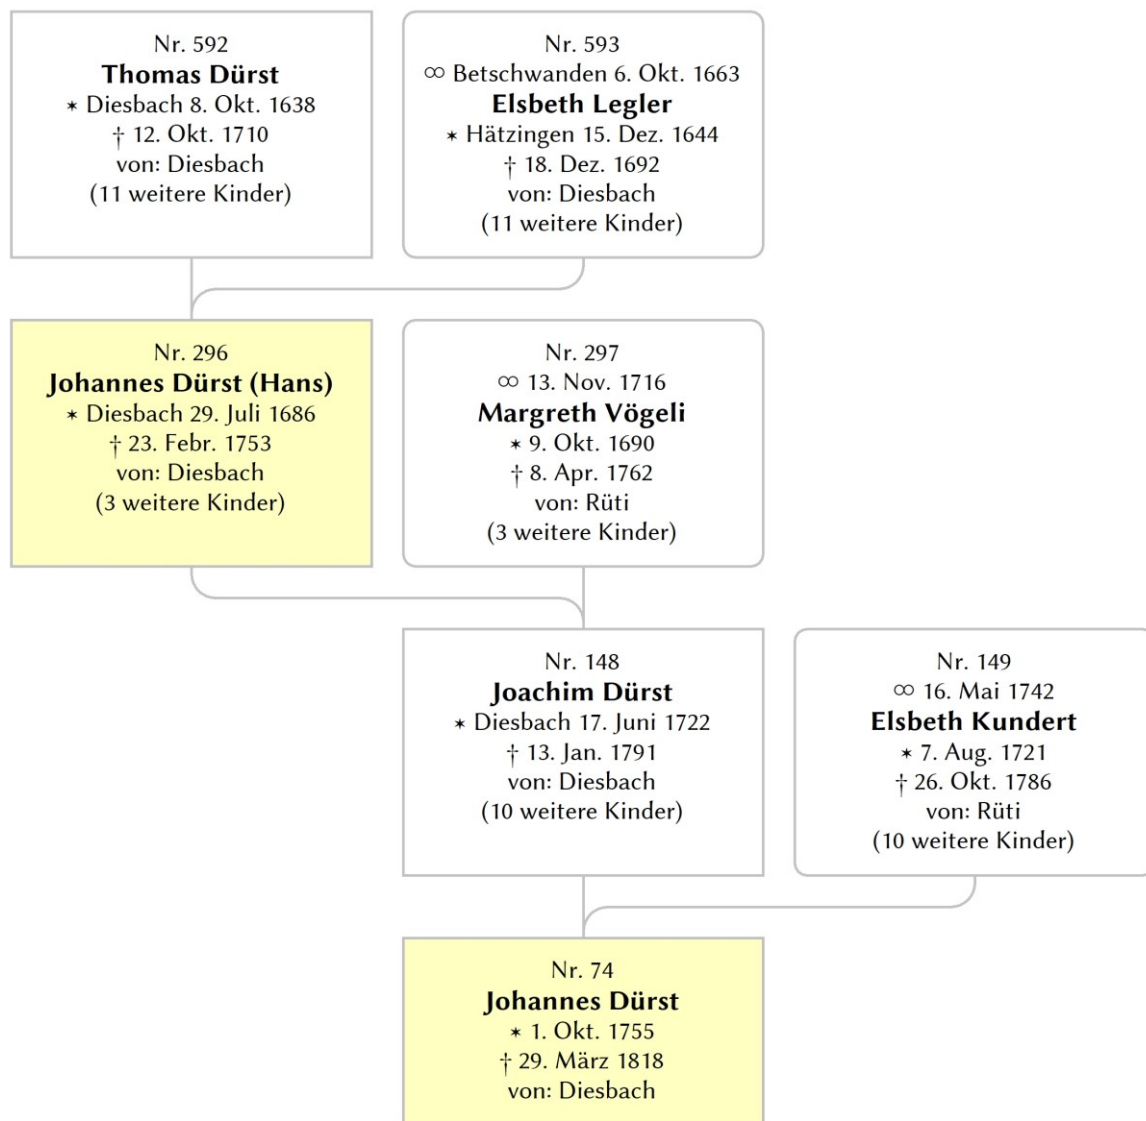 Nr. 592
Thomas Dürst
✶ Diesbach 8. Okt. 1638
† 12. Okt. 1710
von: Diesbach
(11 weitere Kinder)
Nr. 593
∞ Betschwanden 6. Okt. 1663
Elsbeth Legler
✶ Hätzingen 15. Dez. 1644
† 18. Dez. 1692
von: Diesbach
(11 weitere Kinder)
Nr. 296
Johannes Dürst (Hans)
✶ Diesbach 29. Juli 1686
† 23. Febr. 1753
von: Diesbach
(3 weitere Kinder)
Nr. 297
∞ 13. Nov. 1716
Margreth Vögeli
✶ 9. Okt. 1690
† 8. Apr. 1762
von: Rüti
(3 weitere Kinder)
Nr. 148
Joachim Dürst
✶ Diesbach 17. Juni 1722
† 13. Jan. 1791
von: Diesbach
(10 weitere Kinder)
Nr. 149
∞ 16. Mai 1742
Elsbeth Kundert
✶ 7. Aug. 1721
† 26. Okt. 1786
von: Rüti
(10 weitere Kinder)
Nr. 74
Johannes Dürst
✶ 1. Okt. 1755
† 29. März 1818
von: Diesbach